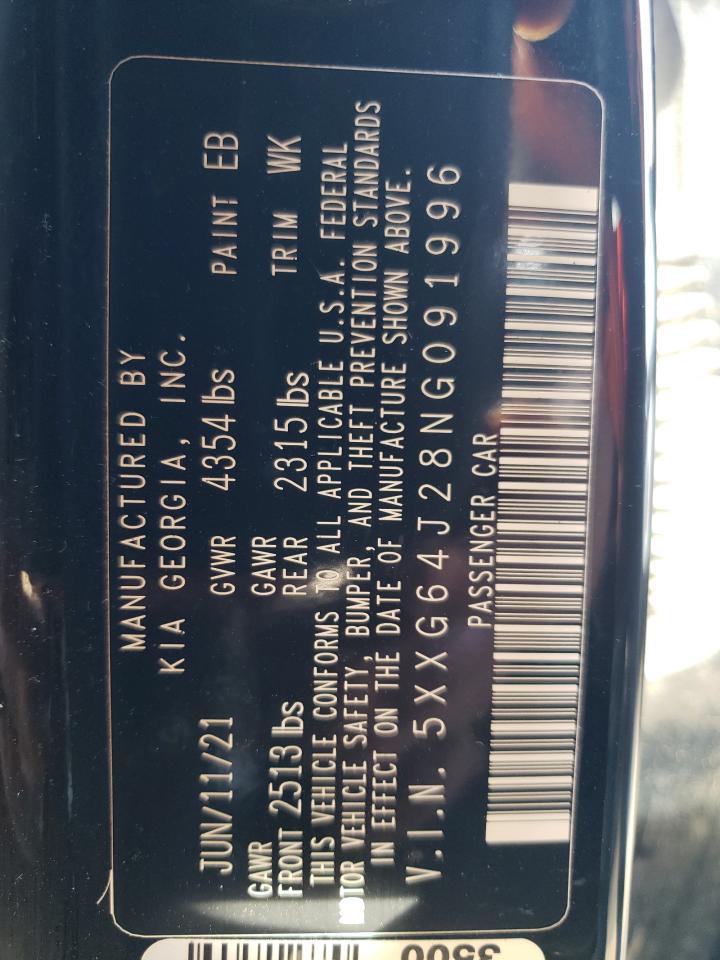 MANUFACTURED BY
KIA GEORGIA, INC.
JUN/11/21 GVWR 4354 lbs PAINT EB
GAWR GAWR
FRONT 2513 lbs REAR 2315 lbs TRIM WK
THIS VEHICLE CONFORMS TO ALL APPLICABLE U.S.A. FEDERAL
MOTOR VEHICLE SAFETY, BUMPER, AND THEFT PREVENTION STANDARDS
IN EFFECT ON THE DATE OF MANUFACTURE SHOWN ABOVE.
V.I.N. 5XXG64J28NG091996
PASSENGER CAR
3500